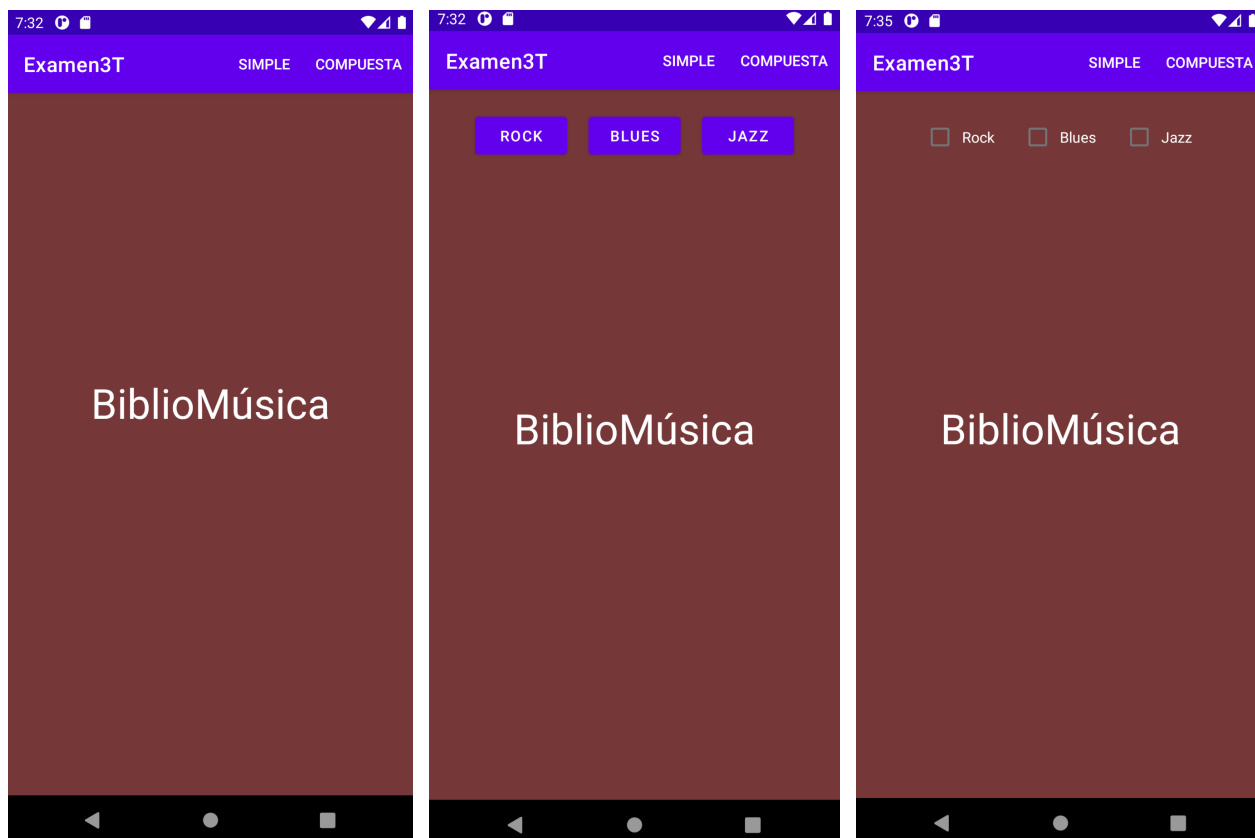 7:32
Examen3T SIMPLE COMPUESTA
BiblioMúsica
7:32
Examen3T SIMPLE COMPUESTA
ROCK BLUES JAZZ
BiblioMúsica
7:35
Examen3T SIMPLE COMPUESTA
Rock Blues Jazz
BiblioMúsica